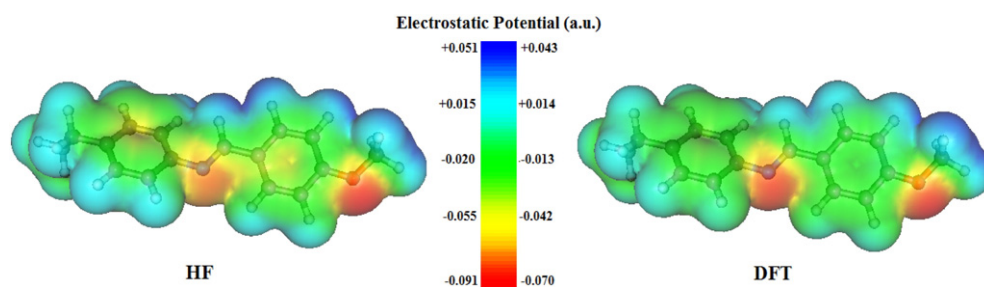 Electrostatic Potential (a.u.)
+0.051 +0.043
+0.015 +0.014
-0.020 -0.013
-0.055 -0.042
-0.091 -0.070
HF DFT